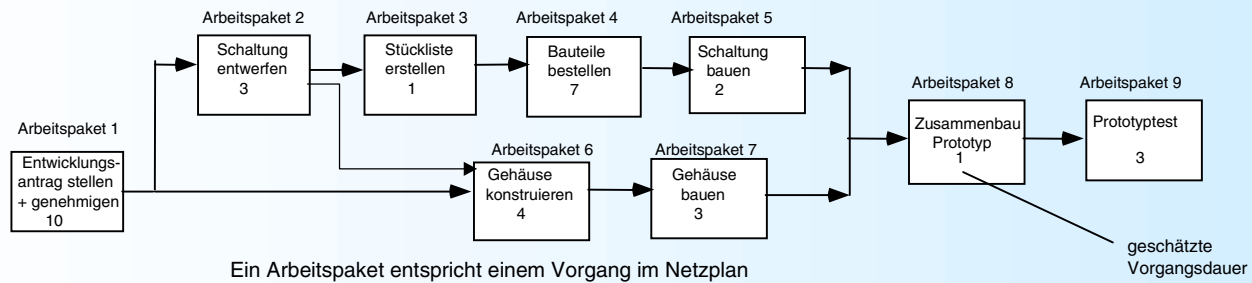 Arbeitspaket 2
Schaltung
entwerfen
3
Arbeitspaket 3
Stückliste
erstellen
1
Arbeitspaket 4
Bauteile
bestellen
7
Arbeitspaket 5
Schaltung
bauen
2
Arbeitspaket 8
Zusammenbau
Prototyp
1
Arbeitspaket 9
Prototyptest
3
Arbeitspaket 1
Entwicklungs-
antrag stellen
+ genehmigen
10
Arbeitspaket 6
Gehäuse
konstruieren
4
Arbeitspaket 7
Gehäuse
bauen
3
geschätzte
Vorgangsdauer
Ein Arbeitspaket entspricht einem Vorgang im Netzplan